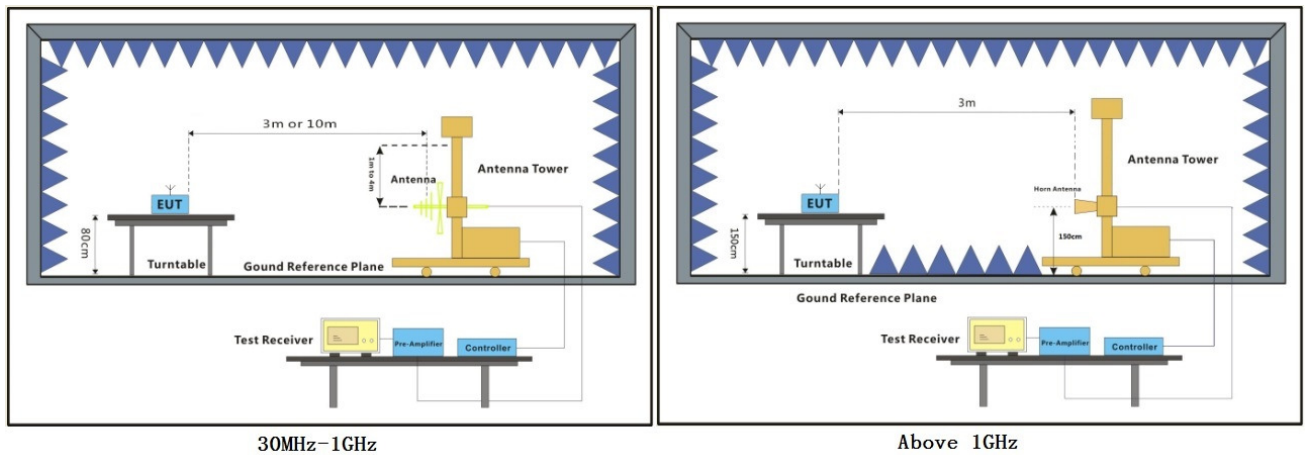 3m or 10m
1m to 4m
Antenna
Antenna Tower
EUT
80cm
Turntable
Gound Reference Plane
Test Receiver
Pre-Amplifier
Controller
30MHz-1GHz
3m
Antenna Tower
Horn Antenna
EUT
150cm
150cm
Turntable
Gound Reference Plane
Test Receiver
Pre-Amplifier
Controller
Above 1GHz